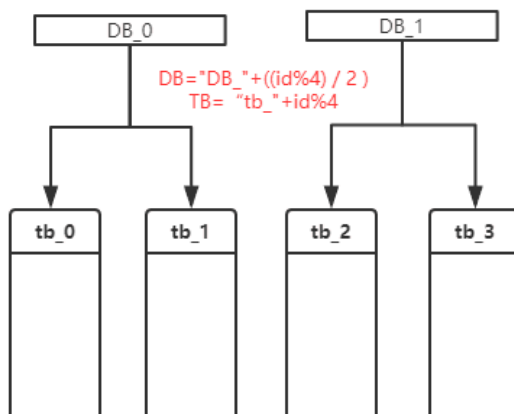 DB_0
DB_1
DB="DB_"+((id%4) / 2 )
TB= “tb_"+id%4
tb_0
tb_1
tb_2
tb_3